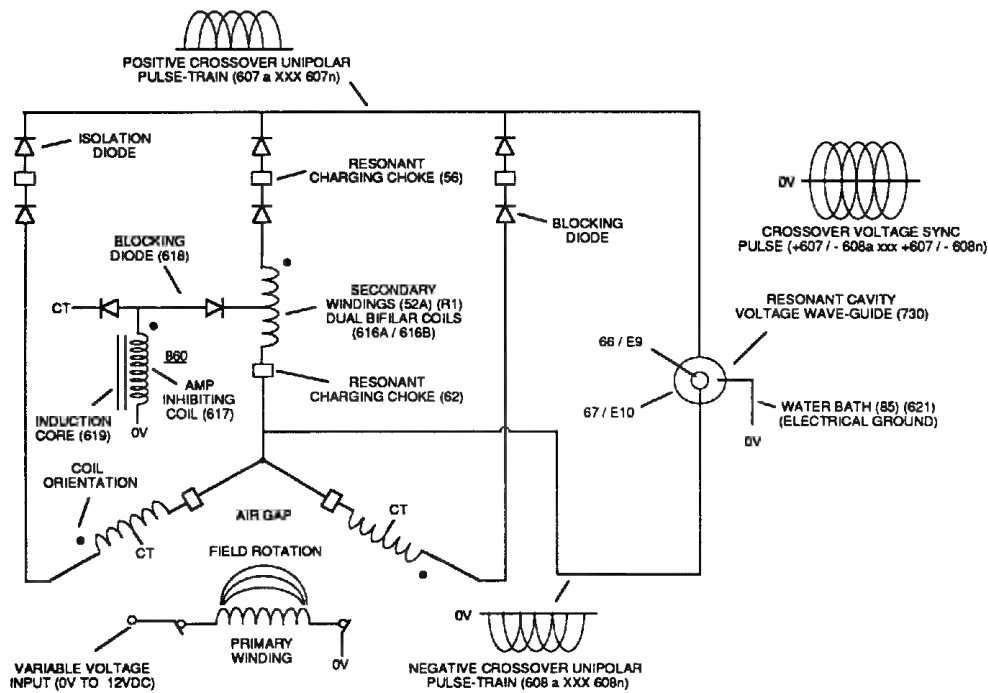 POSITIVE CROSSOVER UNIPOLAR
PULSE-TRAIN (607 a XXX 607n)
ISOLATION
DIODE
RESONANT
CHARGING CHOKE (56)
BLOCKING
DIODE
0V
CROSSOVER VOLTAGE SYNC
PULSE (+607 / - 608a xxx +607 / - 608n)
BLOCKING
DIODE (618)
CT
SECONDARY
WINDINGS (52A) (R1)
DUAL BIFILAR COILS
(616A / 616B)
RESONANT CAVITY
VOLTAGE WAVE-GUIDE (730)
860
AMP
INHIBITING
COIL (617)
INDUCTION
CORE (619)
0V
RESONANT
CHARGING CHOKE (62)
66 / E9
67 / E10
WATER BATH (85) (621)
(ELECTRICAL GROUND)
0V
COIL
ORIENTATION
CT
AIR GAP
CT
FIELD ROTATION
PRIMARY
WINDING
0V
VARIABLE VOLTAGE
INPUT (0V TO 12VDC)
0V
NEGATIVE CROSSOVER UNIPOLAR
PULSE-TRAIN (608 a XXX 608n)